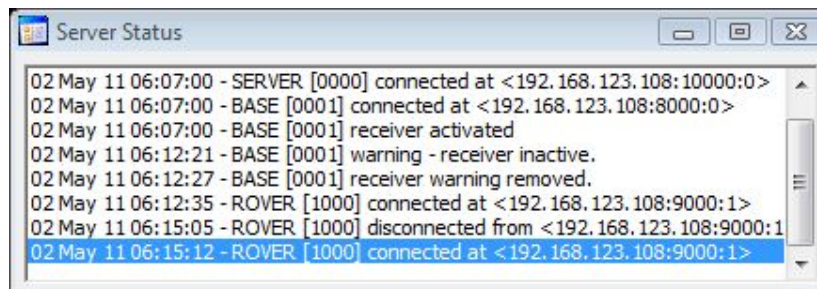 Server Status
02 May 11 06:07:00 - SERVER [0000] connected at <192.168.123.108:10000:0>
02 May 11 06:07:00 - BASE [0001] connected at <192.168.123.108:8000:0>
02 May 11 06:07:00 - BASE [0001] receiver activated
02 May 11 06:12:21 - BASE [0001] warning - receiver inactive.
02 May 11 06:12:27 - BASE [0001] receiver warning removed.
02 May 11 06:12:35 - ROVER [1000] connected at <192.168.123.108:9000:1>
02 May 11 06:15:05 - ROVER [1000] disconnected from <192.168.123.108:9000:1
02 May 11 06:15:12 - ROVER [1000] connected at <192.168.123.108:9000:1>